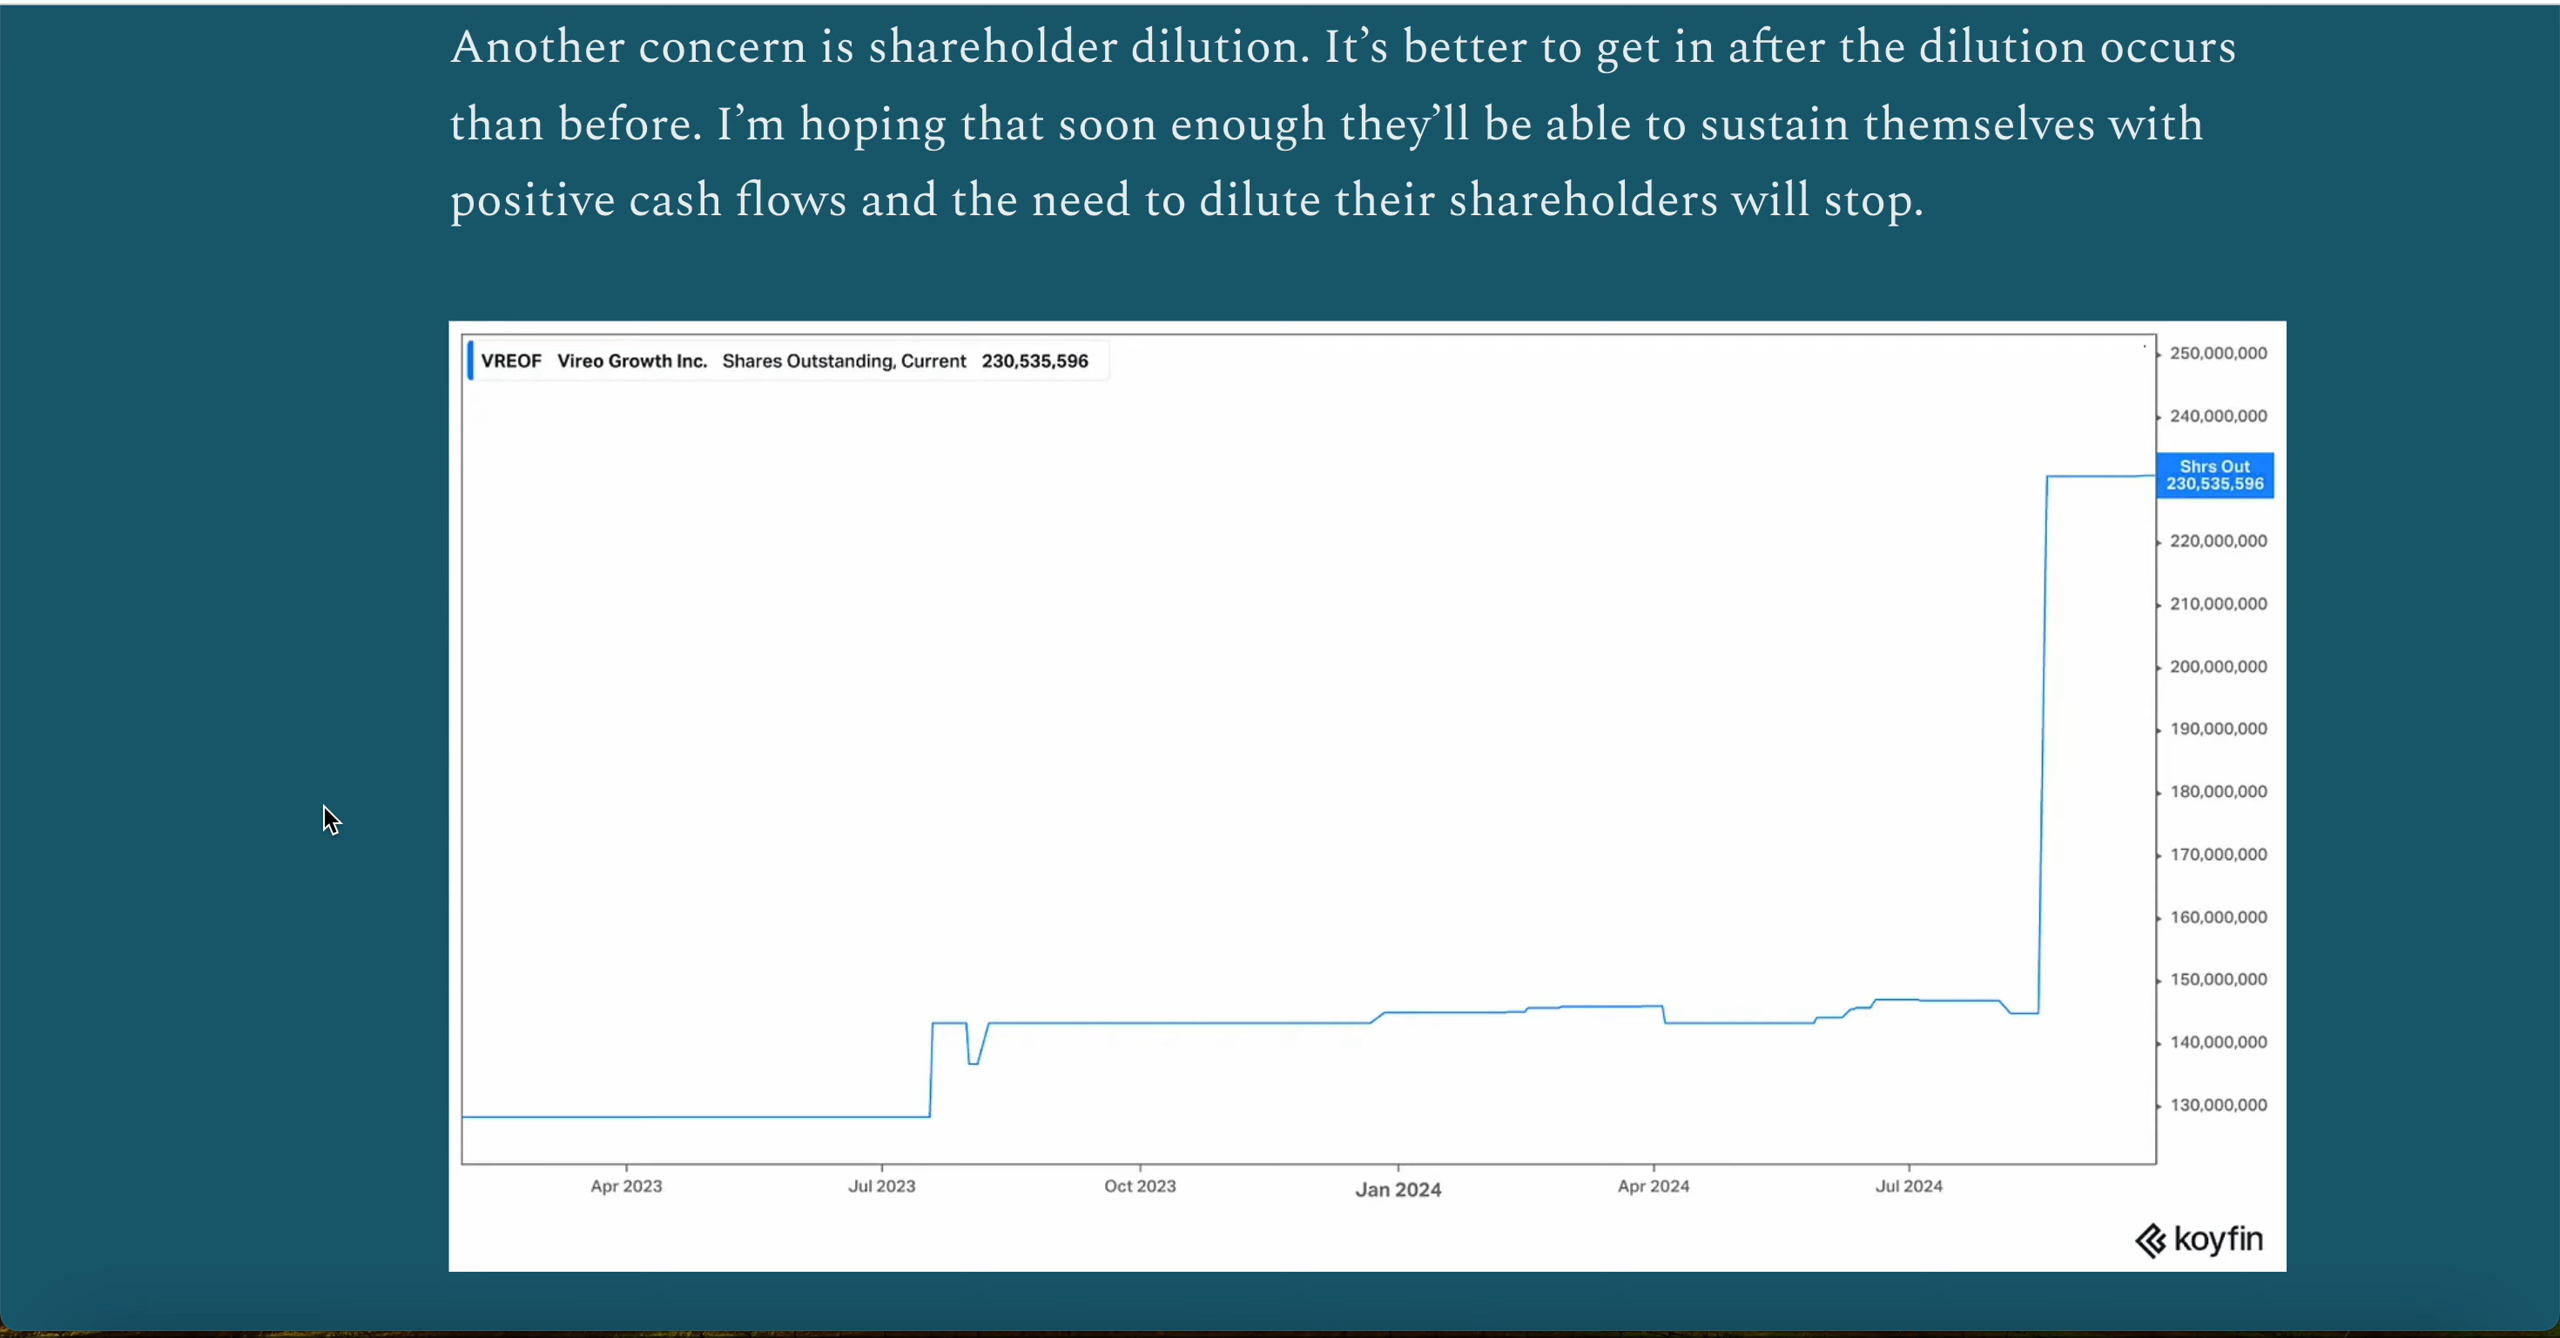 Another concern is shareholder dilution. It’s better to get in after the dilution occurs
than before. I’m hoping that soon enough they’ll be able to sustain themselves with
positive cash flows and the need to dilute their shareholders will stop.
VREOF Vireo Growth Inc. Shares Outstanding, Current 230,535,596
250,000,000
240,000,000
Shrs Out
230,535,596
220,000,000
210,000,000
200,000,000
190,000,000
180,000,000
170,000,000
160,000,000
150,000,000
140,000,000
130,000,000
Apr 2023 Jul 2023 Oct 2023 Jan 2024 Apr 2024 Jul 2024
koyfin